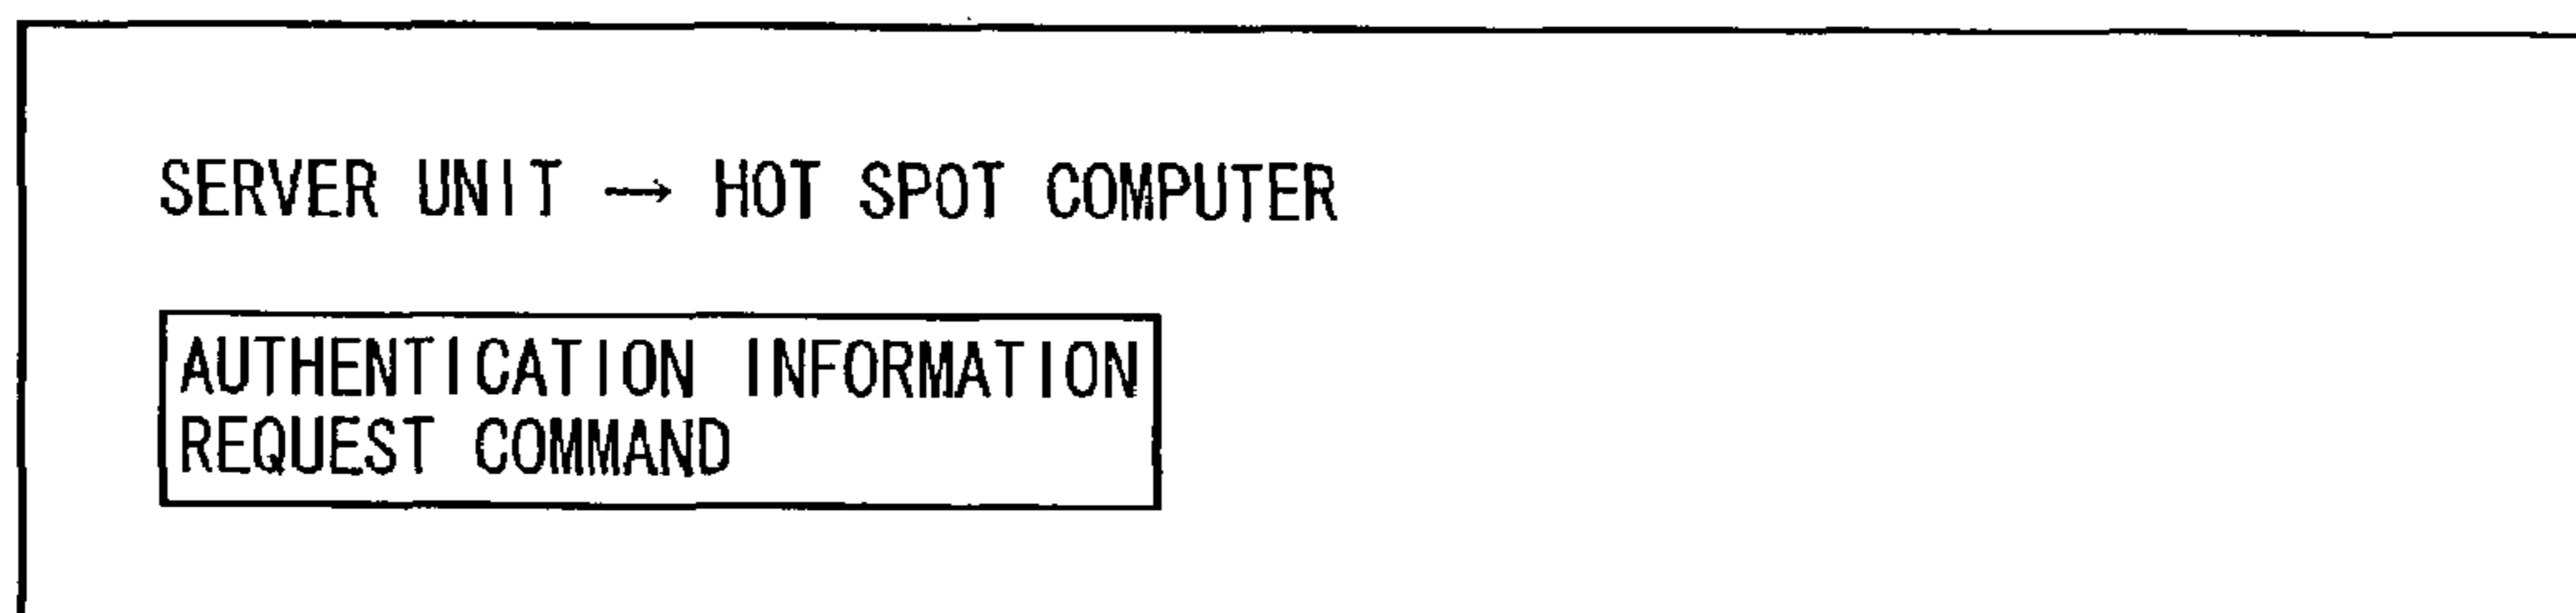 SERVER UNIT → HOT SPOT COMPUTER
AUTHENTICATION INFORMATION
REQUEST COMMAND